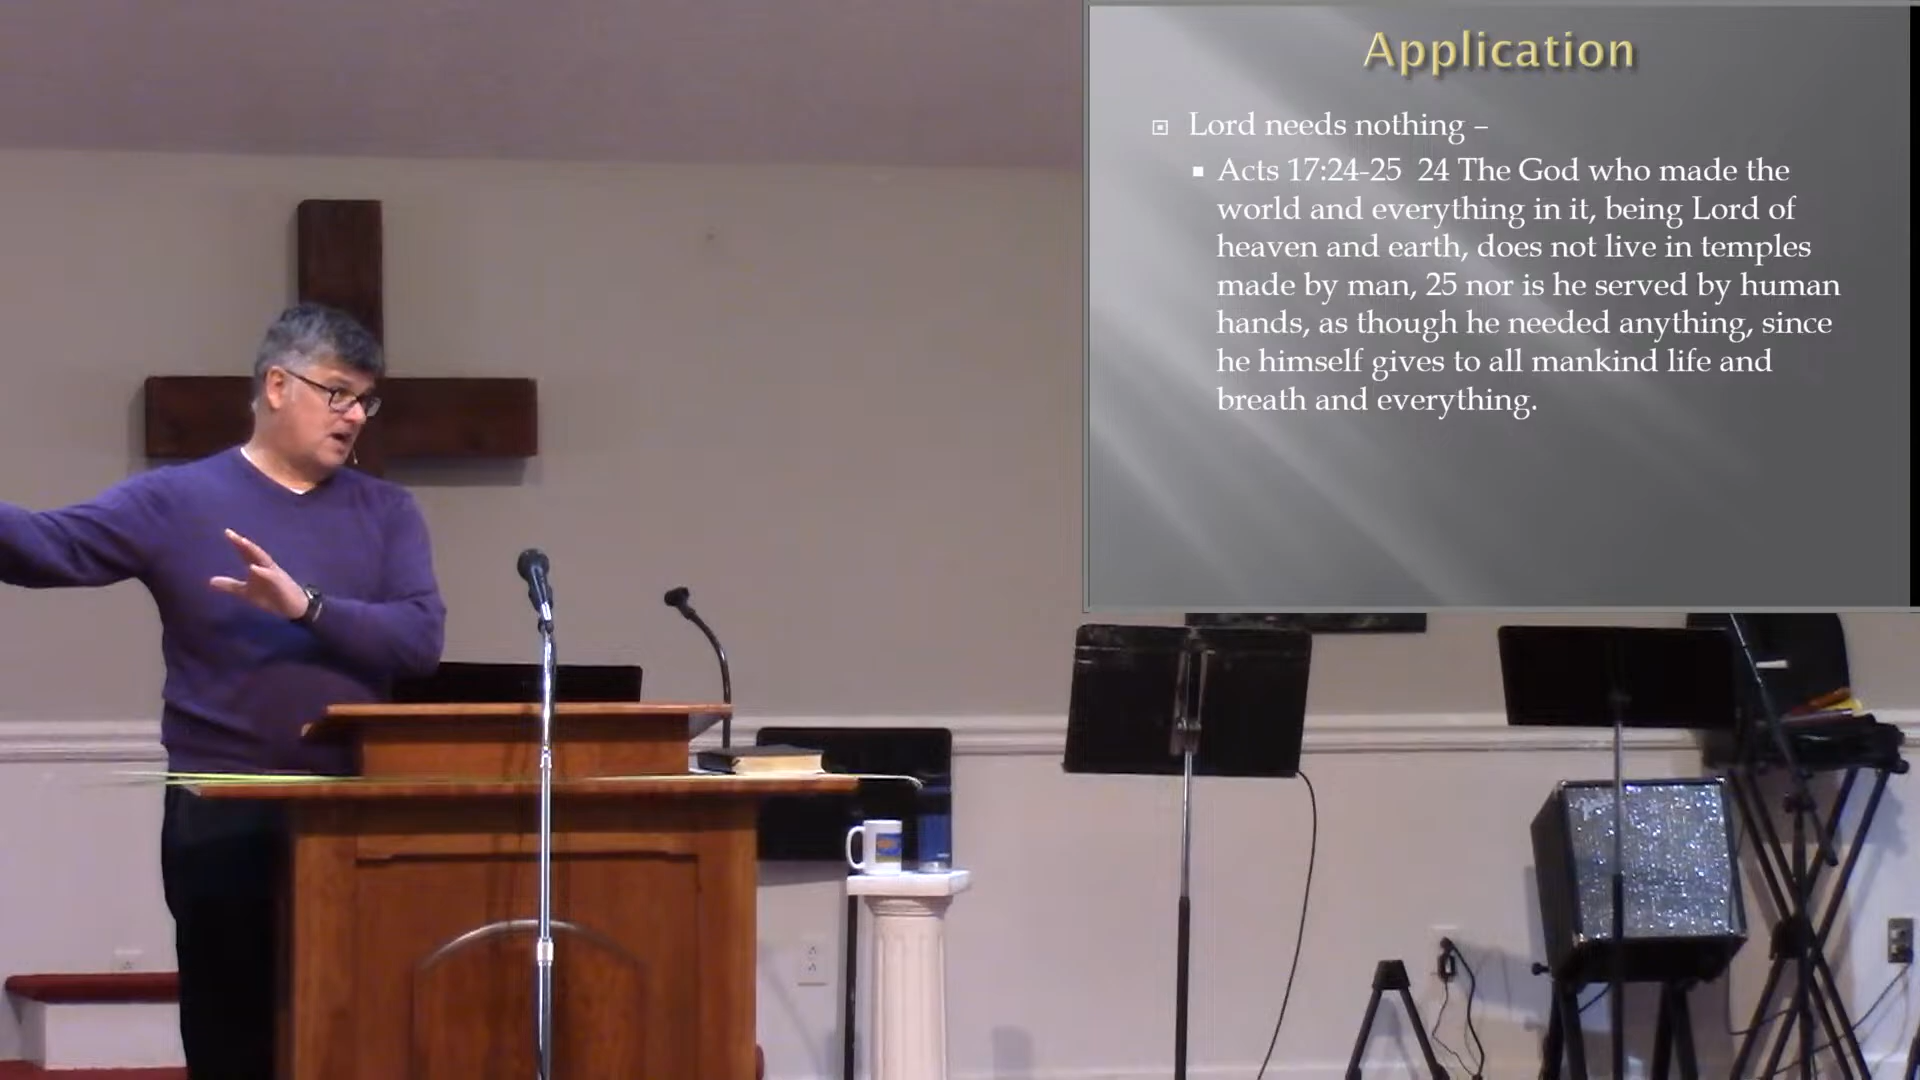 Application
Lord needs nothing –
Acts 17:24-25  24 The God who made the
world and everything in it, being Lord of
heaven and earth, does not live in temples
made by man, 25 nor is he served by human
hands, as though he needed anything, since
he himself gives to all mankind life and
breath and everything.